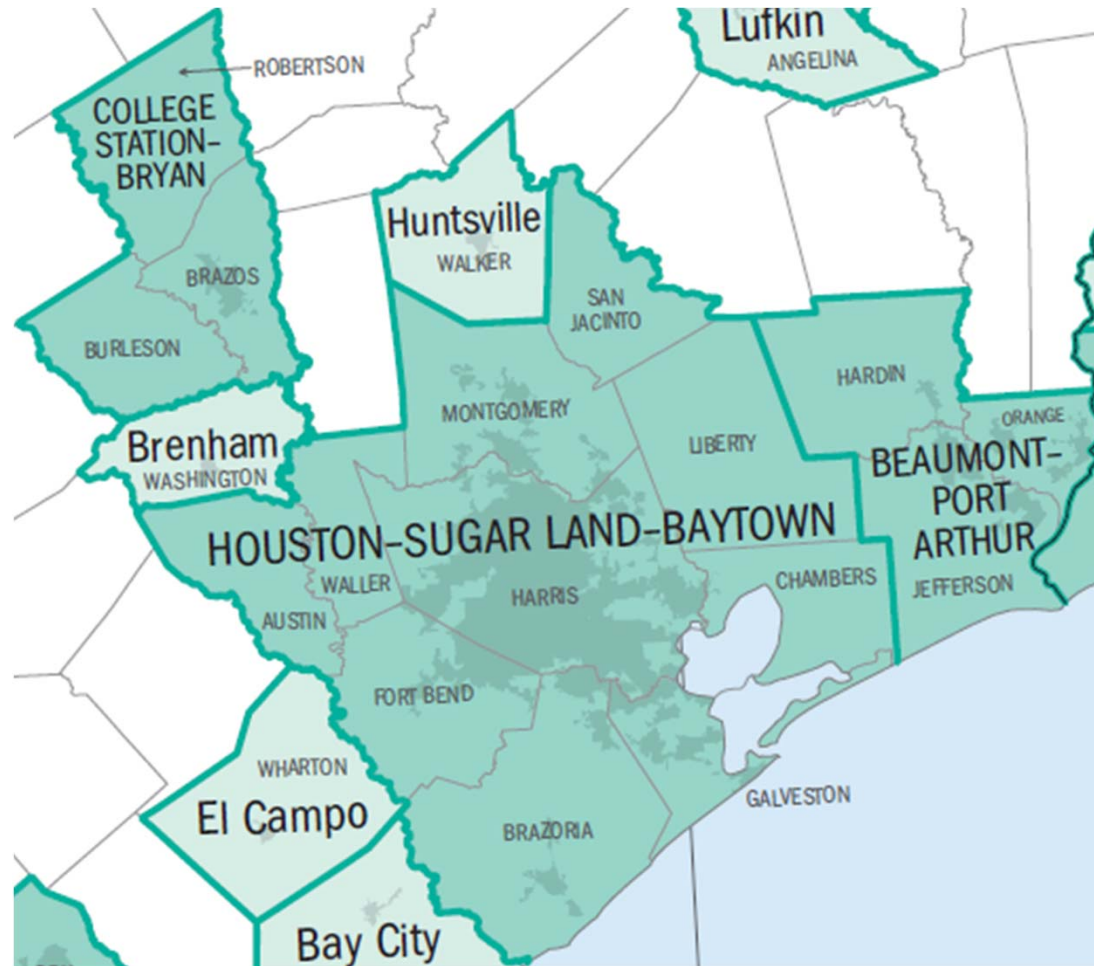 Lufkin
ANGELINA
ROBERTSON
COLLEGE
STATION–
BRYAN
Huntsville
WALKER
BRAZOS
SAN
JACINTO
BURLESON
HARDIN
MONTGOMERY
ORANGE
LIBERTY
Brenham
WASHINGTON
BEAUMONT–
PORT
ARTHUR
HOUSTON–SUGAR LAND–BAYTOWN
WALLER
HARRIS
CHAMBERS
JEFFERSON
AUSTIN
FORT BEND
WHARTON
El Campo
GALVESTON
BRAZORIA
Bay City